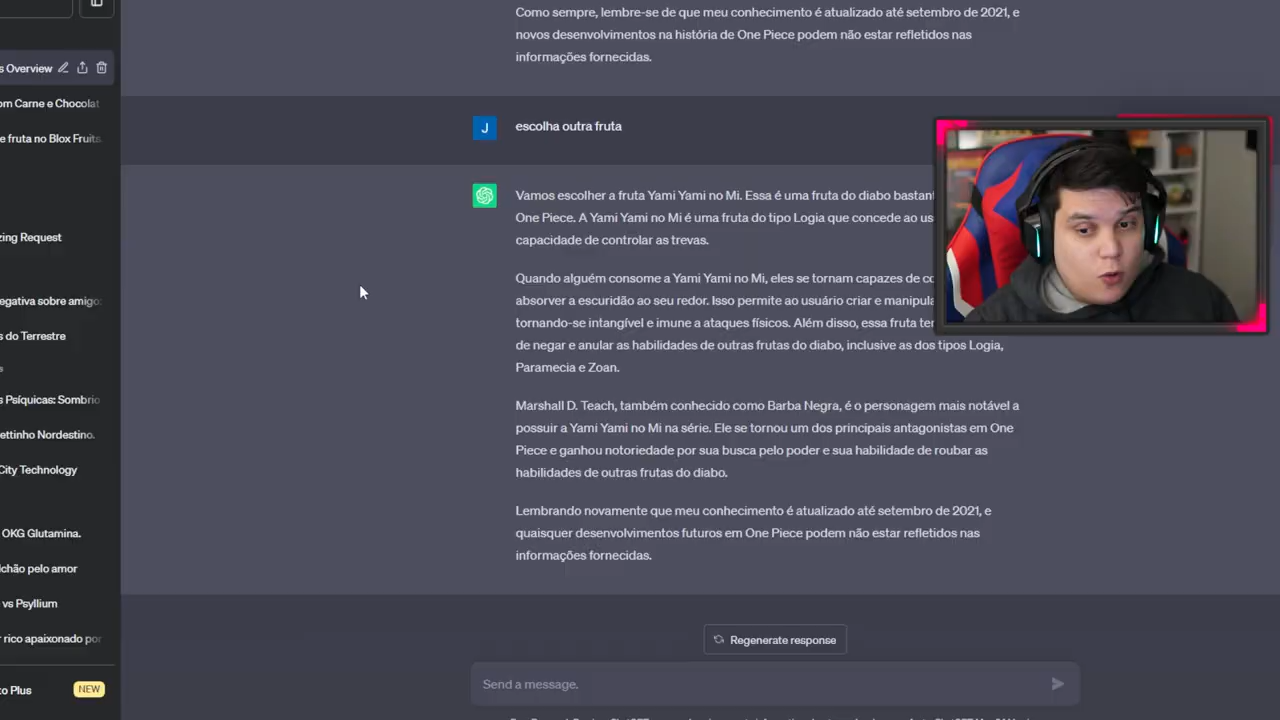 Como sempre, lembre-se de que meu conhecimento é atualizado até setembro de 2021, e
novos desenvolvimentos na história de One Piece podem não estar refletidos nas
informações fornecidas.
s Overview
om Carne e Chocolat
e fruta no Blox Fruits.
zing Request
egativa sobre amigo:
s do Terrestre
s
s Psíquicas: Sombrio
ettinho Nordestino.
City Technology
OKG Glutamina.
lchão pelo amor
vs Psyllium
r rico apaixonado por
to Plus
NEW
J
escolha outra fruta
Vamos escolher a fruta Yami Yami no Mi. Essa é uma fruta do diabo bastant
One Piece. A Yami Yami no Mi é uma fruta do tipo Logia que concede ao us
capacidade de controlar as trevas.
Quando alguém consome a Yami Yami no Mi, eles se tornam capazes de co
absorver a escuridão ao seu redor. Isso permite ao usuário criar e manipula
tornando-se intangível e imune a ataques físicos. Além disso, essa fruta ter
de negar e anular as habilidades de outras frutas do diabo, inclusive as dos tipos Logia,
Paramecia e Zoan.
Marshall D. Teach, também conhecido como Barba Negra, é o personagem mais notável a
possuir a Yami Yami no Mi na série. Ele se tornou um dos principais antagonistas em One
Piece e ganhou notoriedade por sua busca pelo poder e sua habilidade de roubar as
habilidades de outras frutas do diabo.
Lembrando novamente que meu conhecimento é atualizado até setembro de 2021, e
quaisquer desenvolvimentos futuros em One Piece podem não estar refletidos nas
informações fornecidas.
Regenerate response
Send a message.